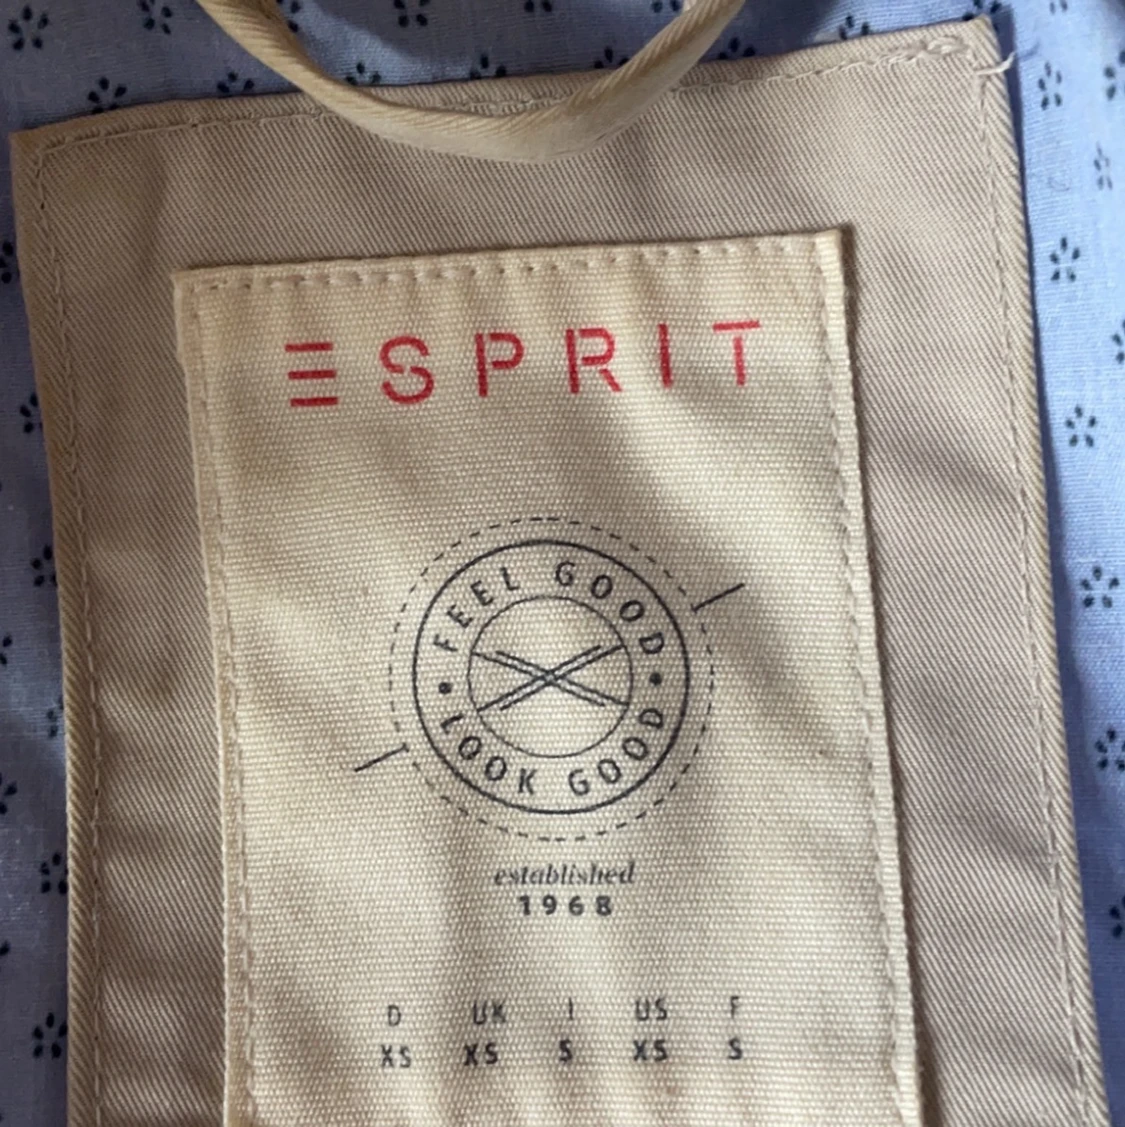 ESPRIT
FEEL GOOD
LOOK GOOD
established
1968
D UK I US F
XS XS S XS S